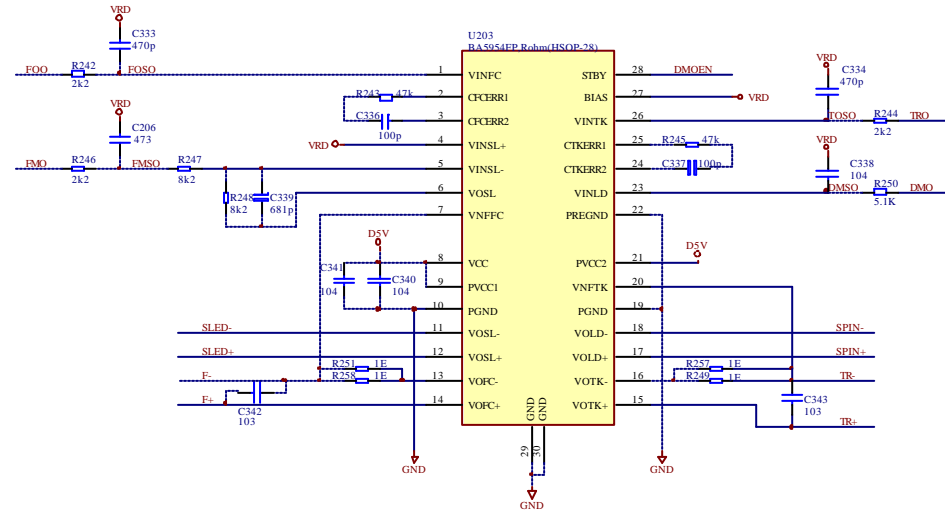 VRD
C333
470p
U203
BA5954FP Rohm(HSOP-28)
FOO
R242
2k2
FOSO
1
VINFC
STBY
28
DMOEN
VRD
C334
470p
R243
47k
2
CFCERR1
BIAS
27
VRD
C336
100p
3
CFCERR2
VINTK
26
TOSO
R244
2k2
TRO
VRD
C206
473
VRD
4
VINSL+
CTKERR1
25
R245
47k
VRD
C338
104
FMO
R246
2k2
FMSO
R247
8k2
5
VINSL-
CTKERR2
24
C337
100p
R248
8k2
C339
681p
6
VOSL
VINLD
23
DMSO
R250
5.1K
DMO
7
VNFFC
PREGND
22
D5V
D5V
C341
104
C340
104
8
VCC
PVCC2
21
9
PVCC1
VNFTK
20
10
PGND
PGND
19
SLED-
11
VOSL-
VOLD-
18
SPIN-
SLED+
12
VOSL+
VOLD+
17
SPIN+
R251
1E
R257
1E
F-
R258
1E
13
VOFC-
VOTK-
16
R249
1E
TR-
F+
C342
103
14
VOFC+
VOTK+
15
C343
103
TR+
GND
GND
29
30
GND
GND
GND